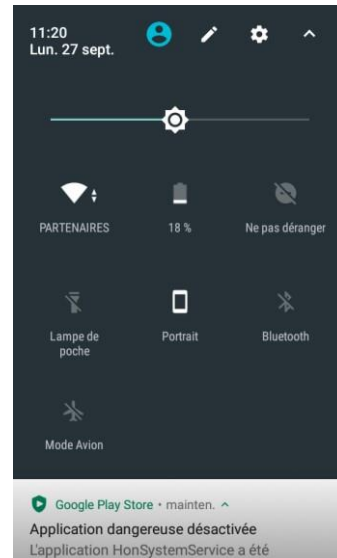 11:20
Lun. 27 sept.
PARTENAIRES
18 %
Ne pas déranger
Lampe de
poche
Portrait
Bluetooth
Mode Avion
Google Play Store • mainten.
Application dangereuse désactivée
L'application HonSystemService a été